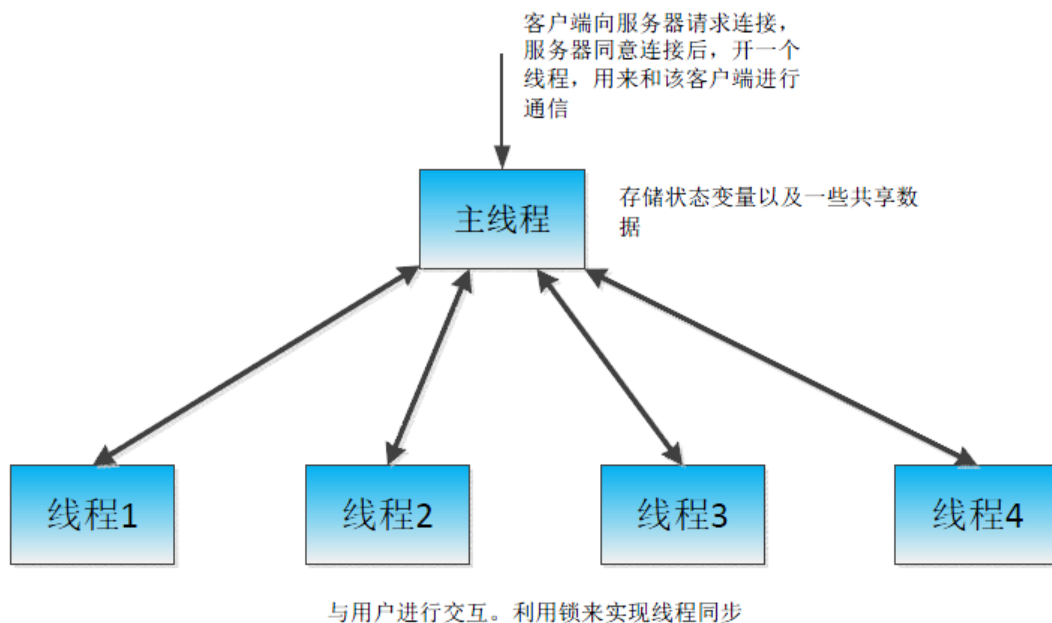 客户端向服务器请求连接，
服务器同意连接后，开一个
线程，用来和该客户端进行
通信
主线程
存储状态变量以及一些共享数
据
线程1
线程2
线程3
线程4
与用户进行交互。利用锁来实现线程同步